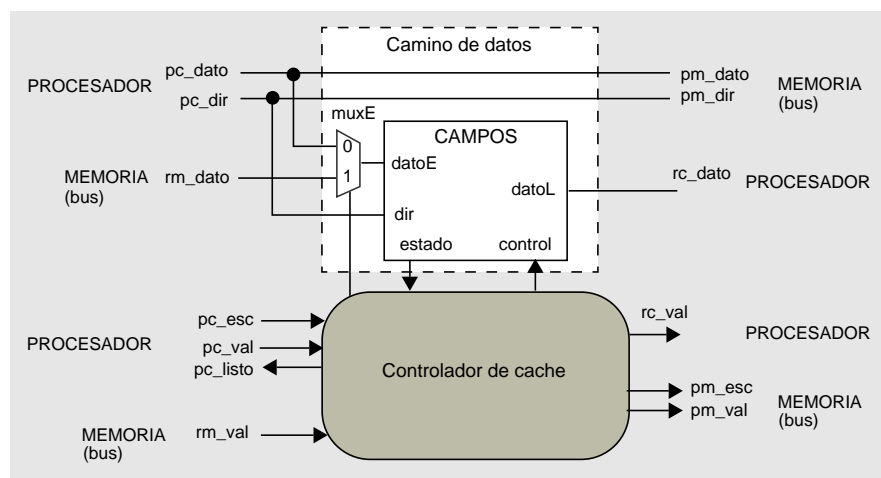 Camino de datos
PROCESADOR
pc_dato
pc_dir
pm_dato
pm_dir
MEMORIA
(bus)
muxE
0
1
CAMPOS
datoE
datoL
dir
estado
control
MEMORIA
(bus)
rm_dato
rc_dato
PROCESADOR
PROCESADOR
pc_esc
pc_val
pc_listo
Controlador de cache
rc_val
PROCESADOR
pm_esc
pm_val
MEMORIA
(bus)
MEMORIA
(bus)
rm_val